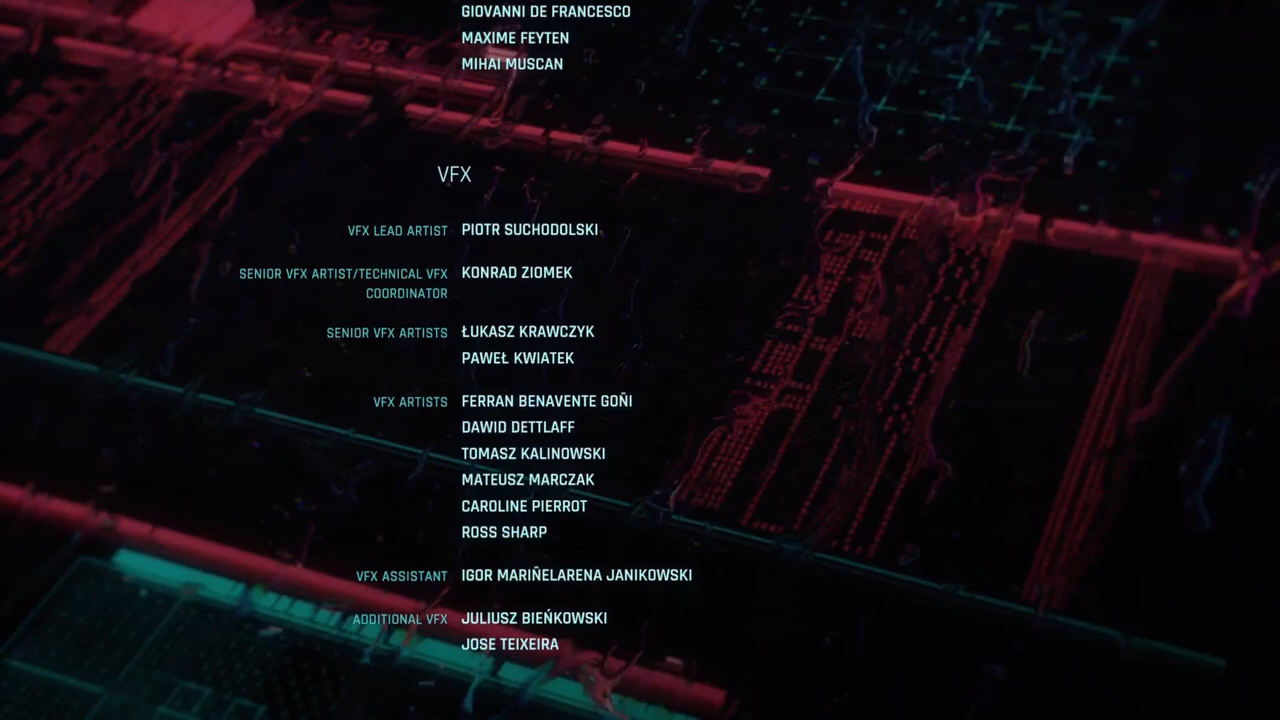 GIOVANNI DE FRANCESCO
MAXIME FEYTEN
MIHAI MUSCAN
VFX
VFX LEAD ARTIST PIOTR SUCHODOLSKI
SENIOR VFX ARTIST/TECHNICAL VFX KONRAD ZIOMEK
COORDINATOR
SENIOR VFX ARTISTS ŁUKASZ KRAWCZYK
PAWEŁ KWIATEK
VFX ARTISTS FERRAN BENAVENTE GOÑI
DAWID DETTLAFF
TOMASZ KALINOWSKI
MATEUSZ MARCZAK
CAROLINE PIERROT
ROSS SHARP
VFX ASSISTANT IGOR MARIÑELARENA JANIKOWSKI
ADDITIONAL VFX JULIUSZ BIEŃKOWSKI
JOSE TEIXEIRA